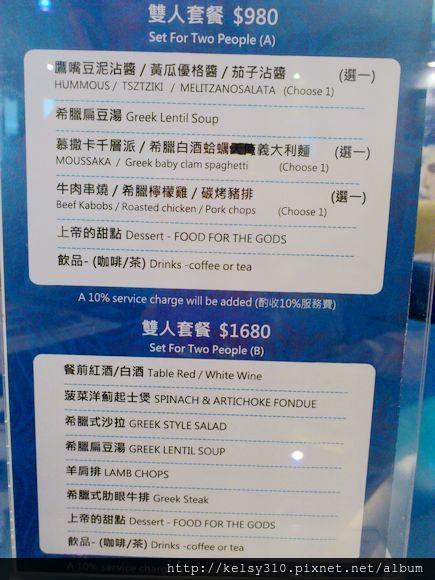 雙人套餐 $980
Set For Two People (A)
鷹嘴豆泥沾醬 / 黃瓜優格醬 / 茄子沾醬 (選一)
HUMMOUS / TSZTZIKI / MELITZANOSALATA (Choose 1)
希臘扁豆湯 Greek Lentil Soup
慕撒卡千層派 / 希臘白酒蛤蠣義大利麵 (選一)
MOUSSAKA / Greek baby clam spaghetti (Choose 1)
牛肉串燒 / 希臘檸檬雞 / 碳烤豬排 (選一)
Beef Kabobs / Roasted chicken / Pork chops (Choose 1)
上帝的甜點 Dessert - FOOD FOR THE GODS
飲品- (咖啡/茶) Drinks -coffee or tea
A 10% service charge will be added (酌收10%服務費)
雙人套餐 $1680
Set For Two People (B)
餐前紅酒/白酒 Table Red / White Wine
菠菜洋薊起士煲 SPINACH & ARTICHOKE FONDUE
希臘式沙拉 GREEK STYLE SALAD
希臘扁豆湯 GREEK LENTIL SOUP
羊肩排 LAMB CHOPS
希臘式肋眼牛排 Greek Steak
上帝的甜點 Dessert - FOOD FOR THE GODS
飲品- (咖啡/茶) Drinks -coffee or tea
A 10% service charge
http://kelsy310.pixnet.net/album